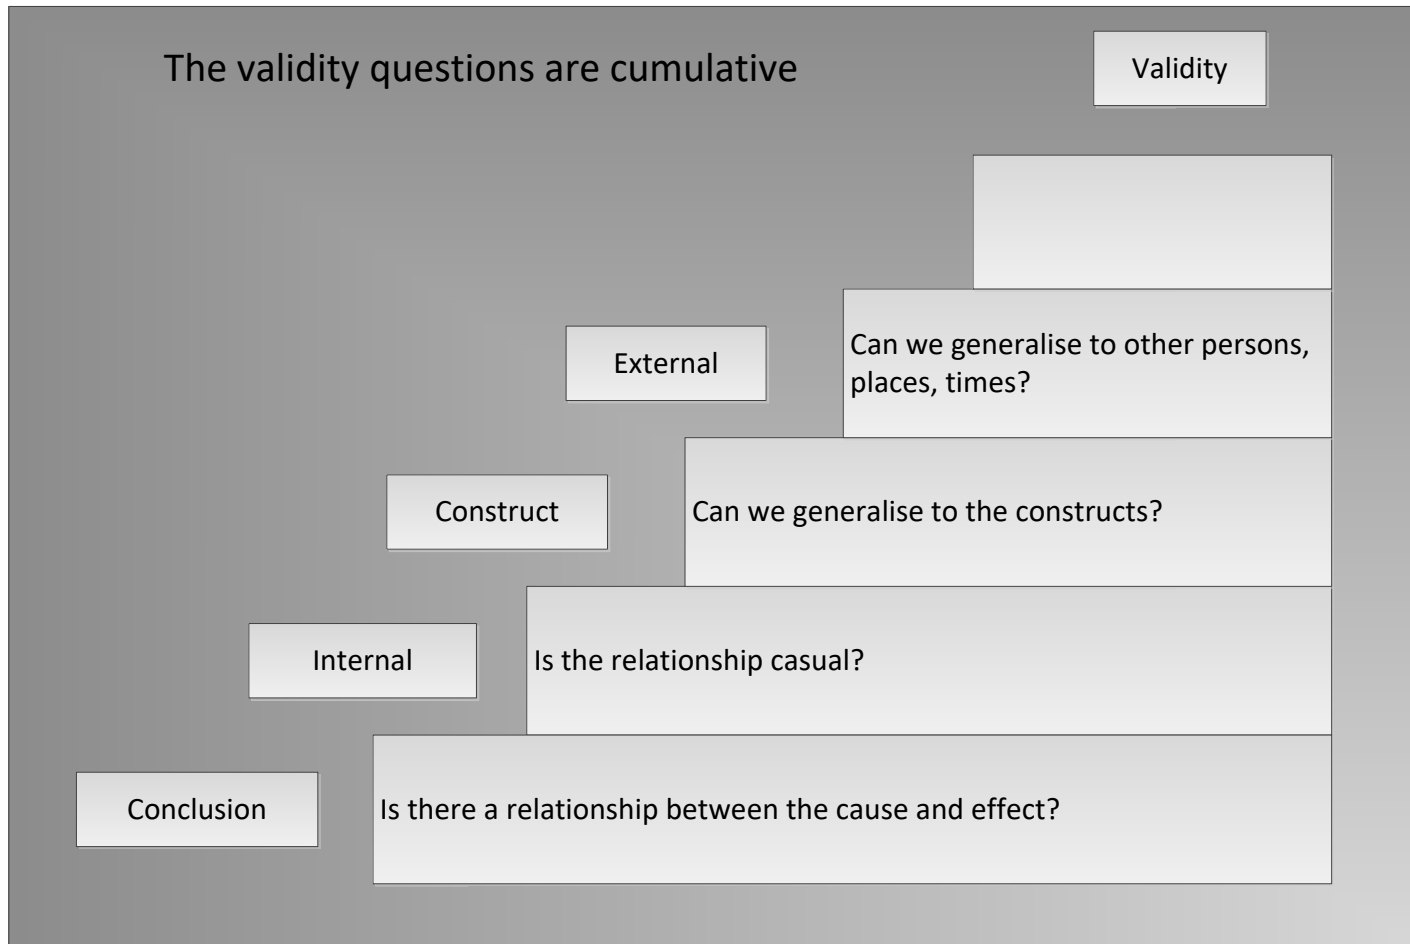 The validity questions are cumulative
Validity
External
Can we generalise to other persons,
places, times?
Construct
Can we generalise to the constructs?
Internal
Is the relationship casual?
Conclusion
Is there a relationship between the cause and effect?